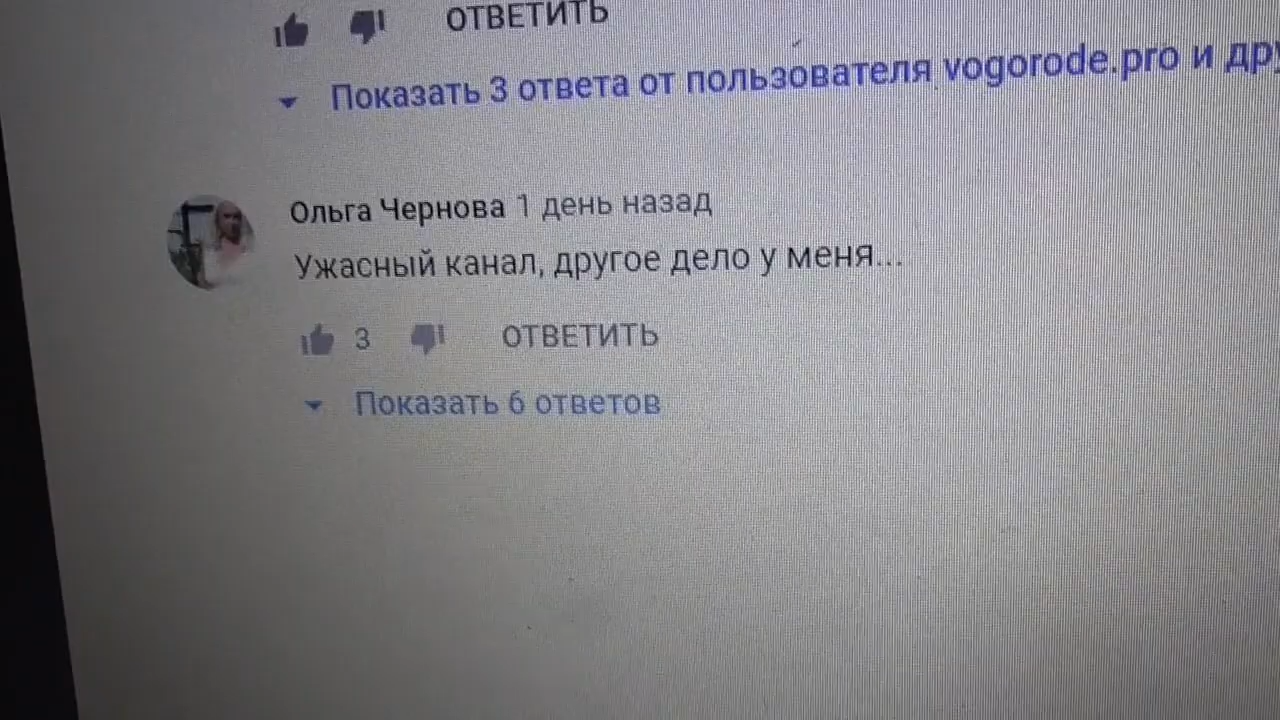 ОТВЕТИТЬ
Показать 3 ответа от пользователя vogorode.pro и
Ольга Чернова 1 день назад
Ужасный канал, другое дело у меня...
3 ОТВЕТИТЬ
Показать 6 ответов